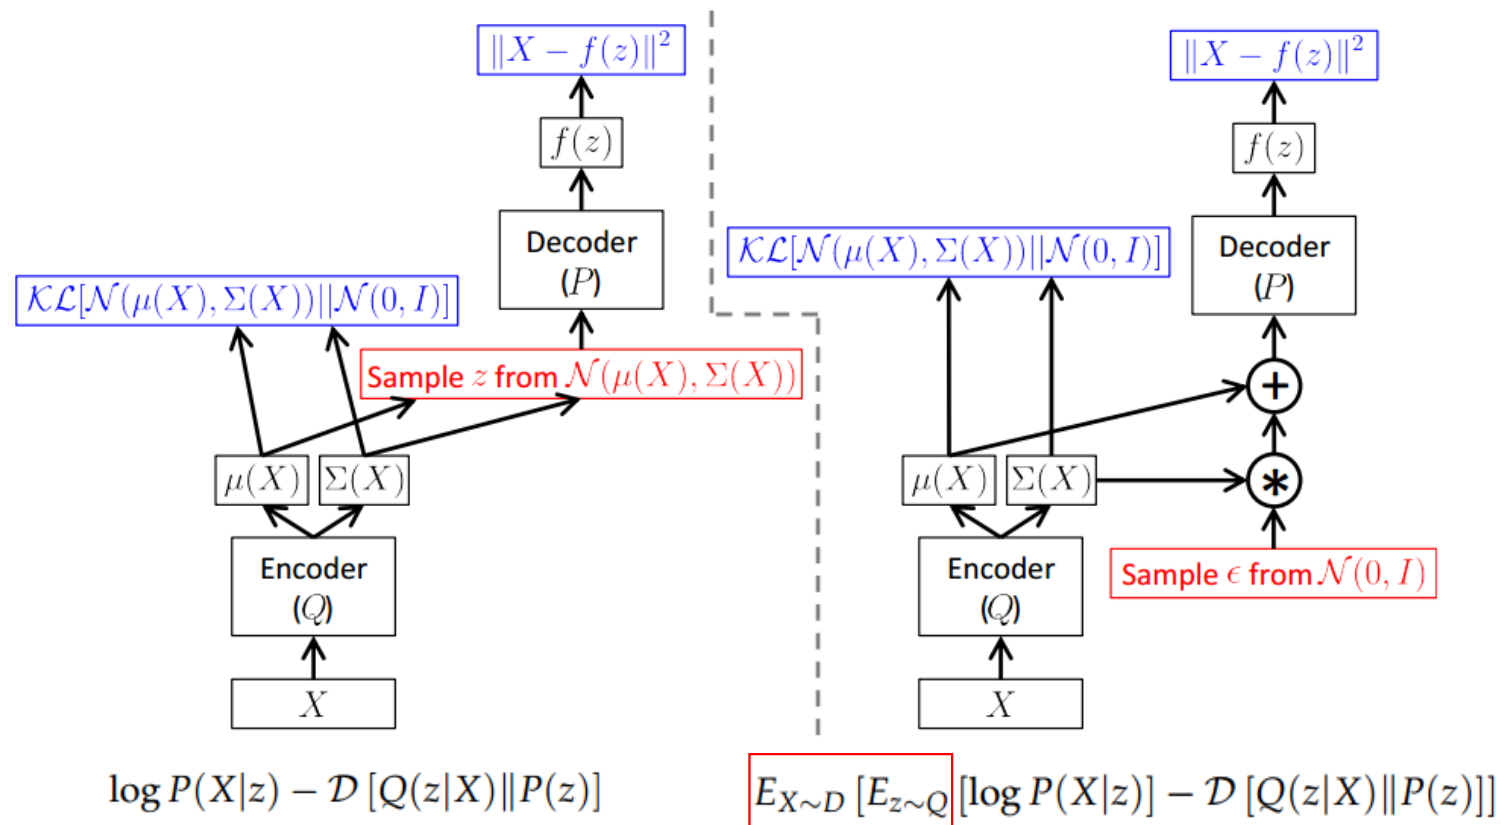 ‖X − f(z)‖²
f(z)
Decoder
(P)
𝒦ℒ[𝒩(μ(X), Σ(X))||𝒩(0, I)]
Sample z from 𝒩(μ(X), Σ(X))
μ(X)
Σ(X)
Encoder
(Q)
X
log P(X|z) − 𝒟 [Q(z|X)‖P(z)]
‖X − f(z)‖²
f(z)
Decoder
(P)
𝒦ℒ[𝒩(μ(X), Σ(X))||𝒩(0, I)]
+
μ(X)
Σ(X)
*
Sample ϵ from 𝒩(0, I)
Encoder
(Q)
X
E_{X∼D} [E_{z∼Q} [log P(X|z)] − 𝒟 [Q(z|X)‖P(z)]]